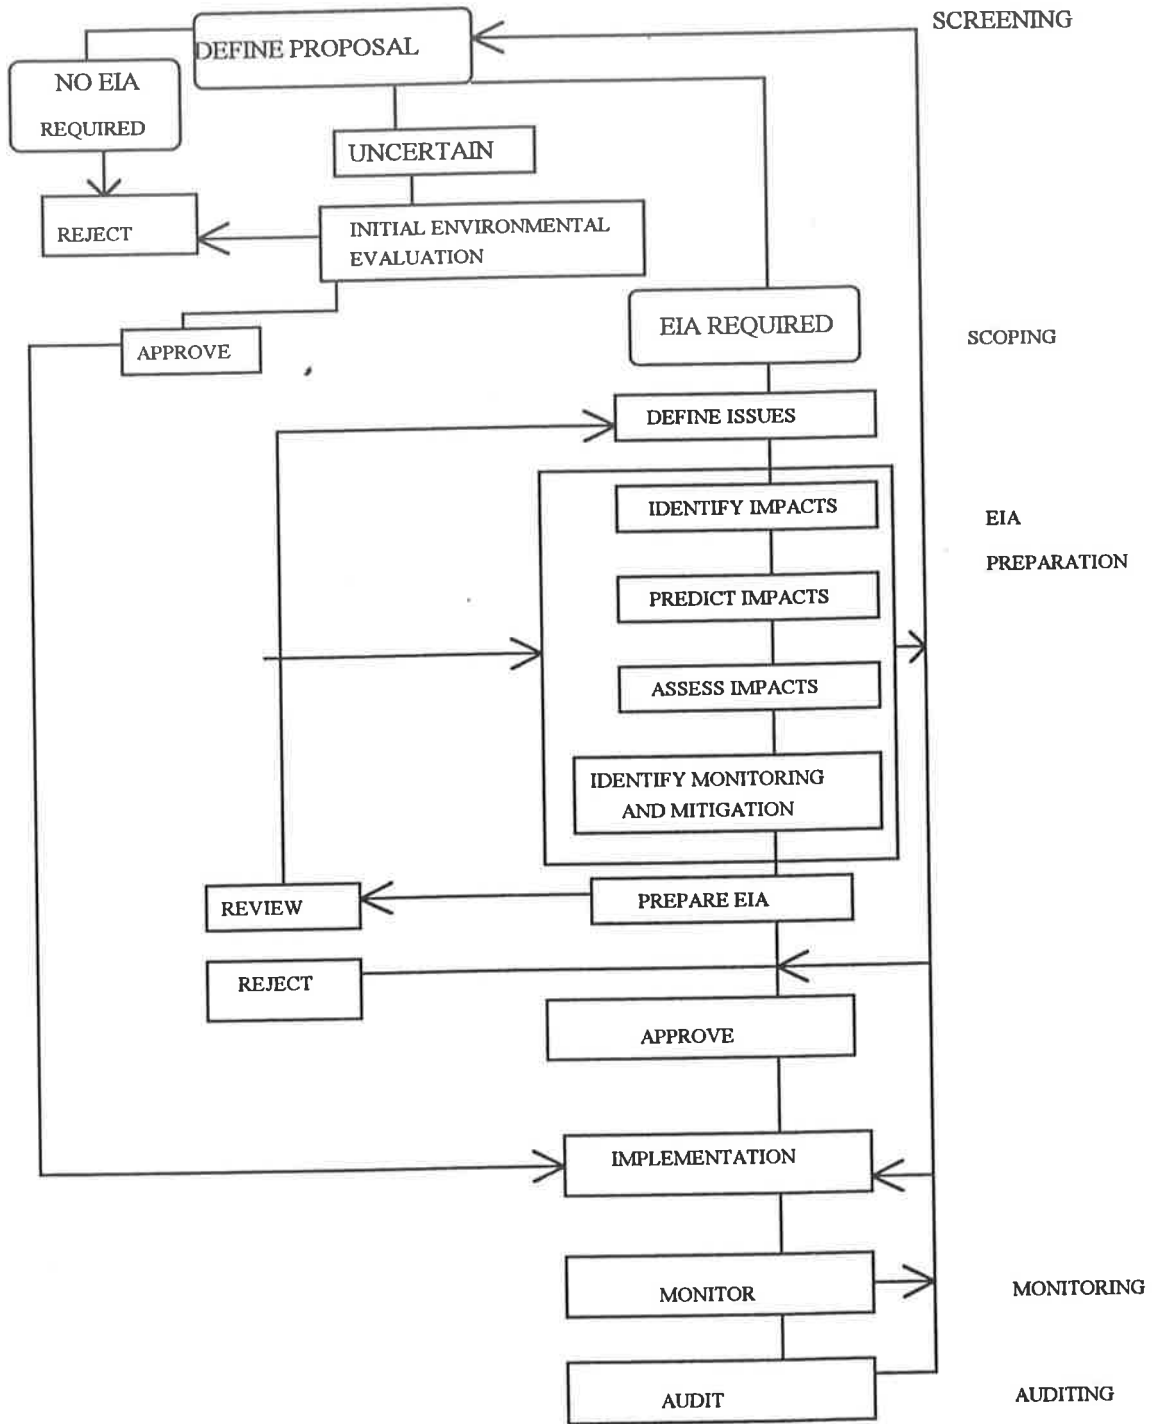 SCREENING
DEFINE PROPOSAL
NO EIA
REQUIRED
UNCERTAIN
REJECT
INITIAL ENVIRONMENTAL
EVALUATION
APPROVE
EIA REQUIRED
SCOPING
DEFINE ISSUES
IDENTIFY IMPACTS
EIA
PREPARATION
PREDICT IMPACTS
ASSESS IMPACTS
IDENTIFY MONITORING
AND MITIGATION
REVIEW
PREPARE EIA
REJECT
APPROVE
IMPLEMENTATION
MONITOR
MONITORING
AUDIT
AUDITING